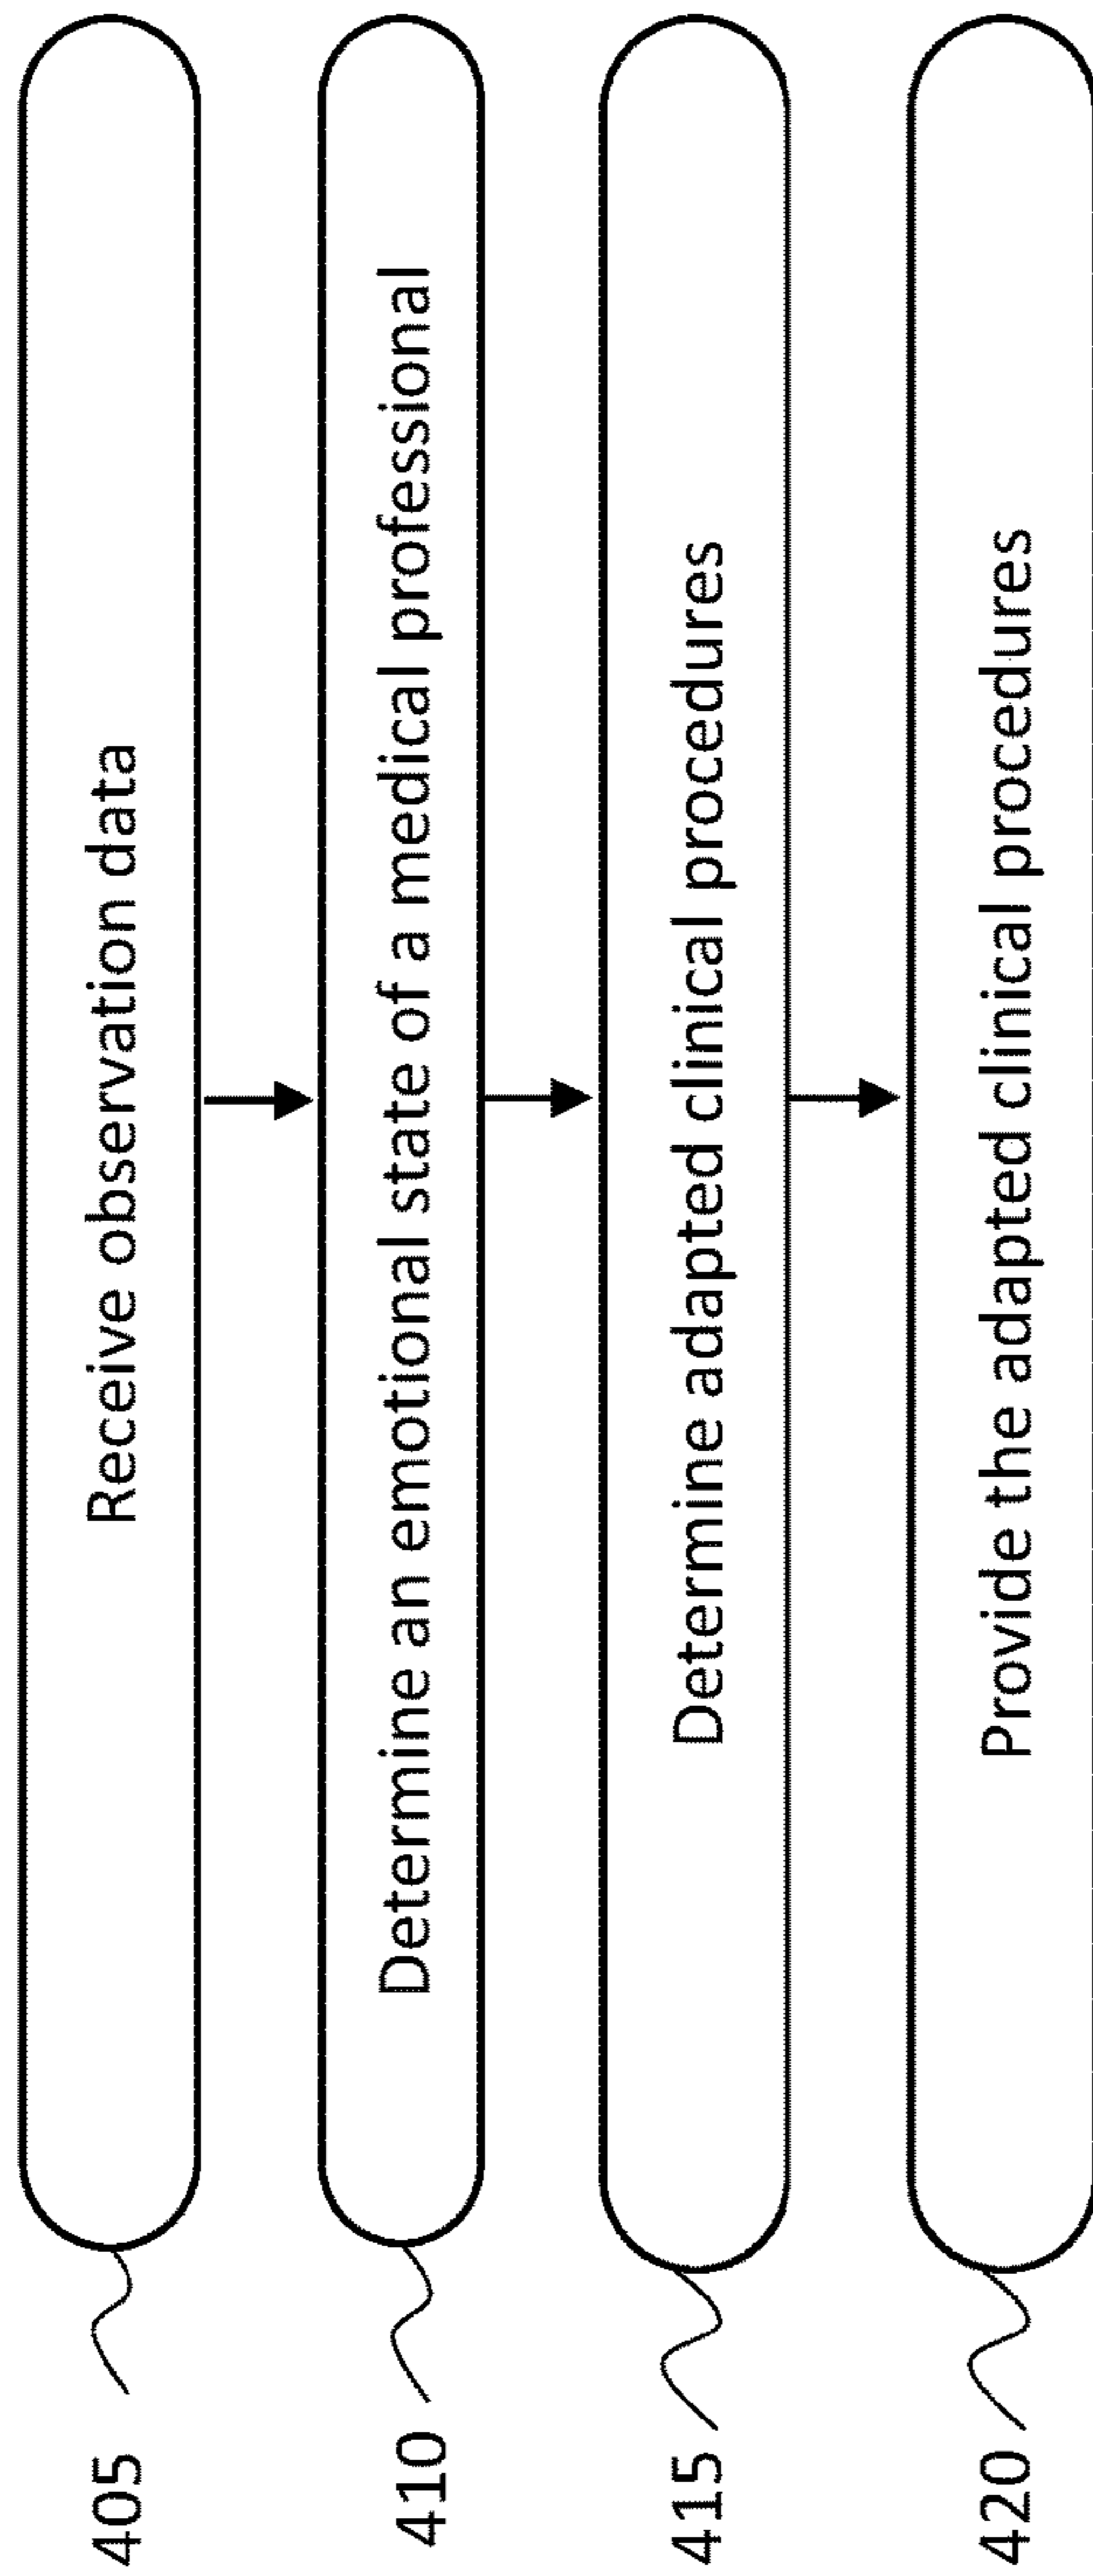 405
Receive observation data
410
Determine an emotional state of a medical professional
415
Determine adapted clinical procedures
420
Provide the adapted clinical procedures